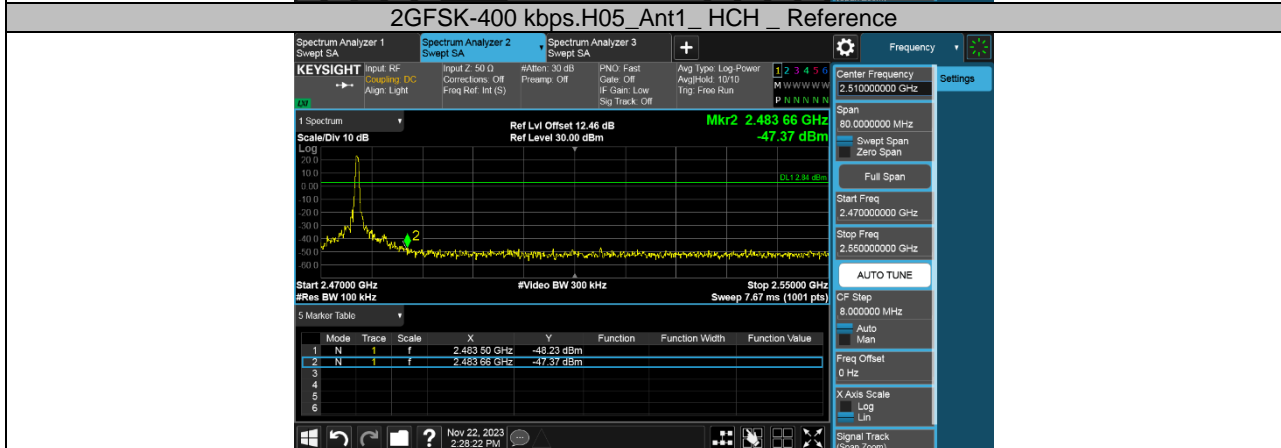 2GFSK-400 kbps.H05_Ant1_ HCH _ Reference
Spectrum Analyzer 1
Swept SA
Spectrum Analyzer 2
Swept SA
Spectrum Analyzer 3
Swept SA
+
Frequency
KEYSIGHT
Input: RF
Coupling: DC
Align: Light
Input Z: 50 Ω
Corrections: Off
Freq Ref: Int (S)
#Atten: 30 dB
Preamp: Off
PNO: Fast
Gate: Off
IF Gain: Low
Sig Track: Off
Avg Type: Log-Power
Avg|Hold: 10/10
Trig: Free Run
1 2 3 4 5 6
M W W W W W
P N N N N N
LXI
1 Spectrum
Scale/Div 10 dB
Ref Lvl Offset 12.46 dB
Ref Level 30.00 dBm
Mkr2 2.483 66 GHz
-47.37 dBm
Log
20.0
10.0
0.00
-10.0
-20.0
-30.0
-40.0
-50.0
-60.0
DL1 2.94 dBm
2
Start 2.47000 GHz
#Res BW 100 kHz
#Video BW 300 kHz
Stop 2.55000 GHz
Sweep 7.67 ms (1001 pts)
5 Marker Table
Mode Trace Scale X Y Function Function Width Function Value
1 N 1 f 2.483 50 GHz -48.23 dBm
2 N 1 f 2.483 66 GHz -47.37 dBm
3
4
5
6
Nov 22, 2023
2:28:22 PM
Center Frequency
2.510000000 GHz
Settings
Span
80.0000000 MHz
Swept Span
Zero Span
Full Span
Start Freq
2.470000000 GHz
Stop Freq
2.550000000 GHz
AUTO TUNE
CF Step
8.000000 MHz
Auto
Man
Freq Offset
0 Hz
X Axis Scale
Log
Lin
Signal Track
(Span Zoom)